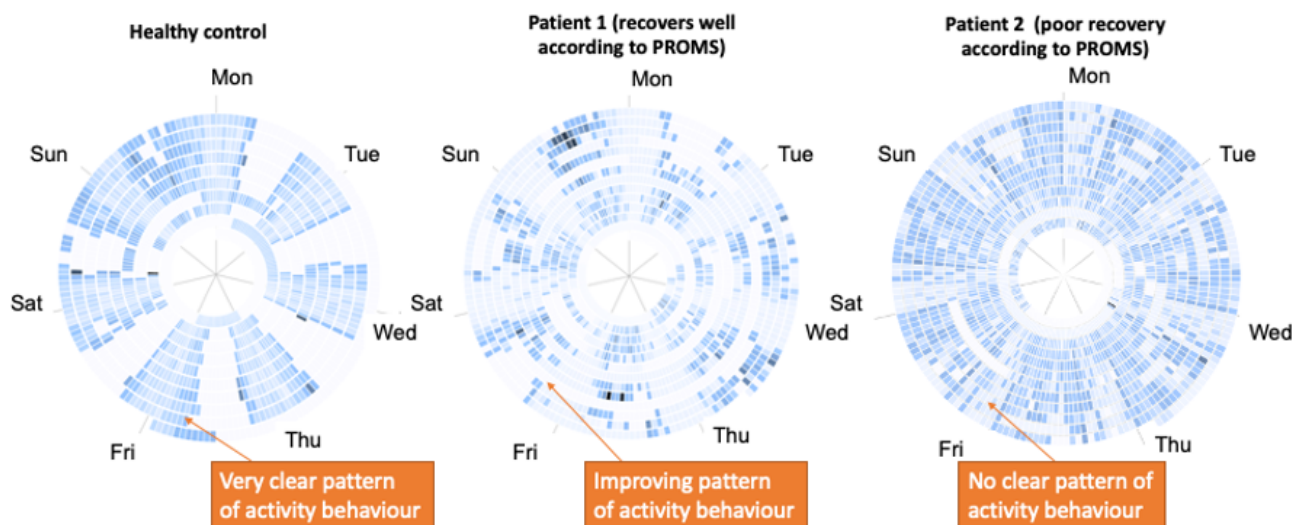 Healthy control
Mon
Tue
Wed
Thu
Fri
Sat
Sun
Very clear pattern
of activity behaviour
Patient 1 (recovers well
according to PROMS)
Mon
Tue
Wed
Thu
Fri
Sat
Sun
Improving pattern
of activity behaviour
Patient 2  (poor recovery
according to PROMS)
Mon
Tue
Wed
Thu
Fri
Sat
Sun
No clear pattern of
activity behaviour